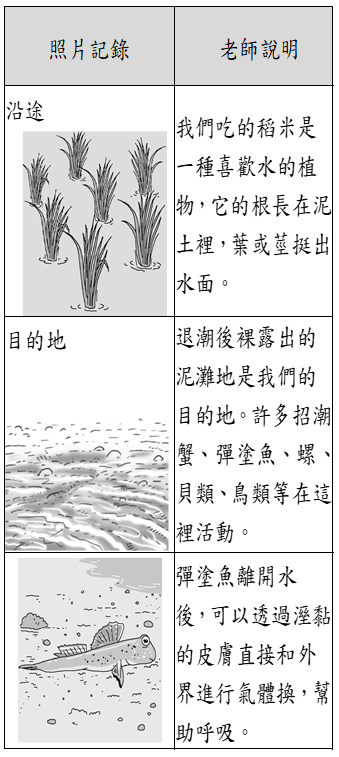 照片記錄
老師說明
沿途
我們吃的稻米是
一種喜歡水的植
物，它的根長在泥
土裡，葉或莖挺出
水面。
目的地
退潮後裸露出的
泥灘地是我們的
目的地。許多招潮
蟹、彈塗魚、螺、
貝類、鳥類等在這
裡活動。
彈塗魚離開水
後，可以透過溼黏
的皮膚直接和外
界進行氣體換，幫
助呼吸。